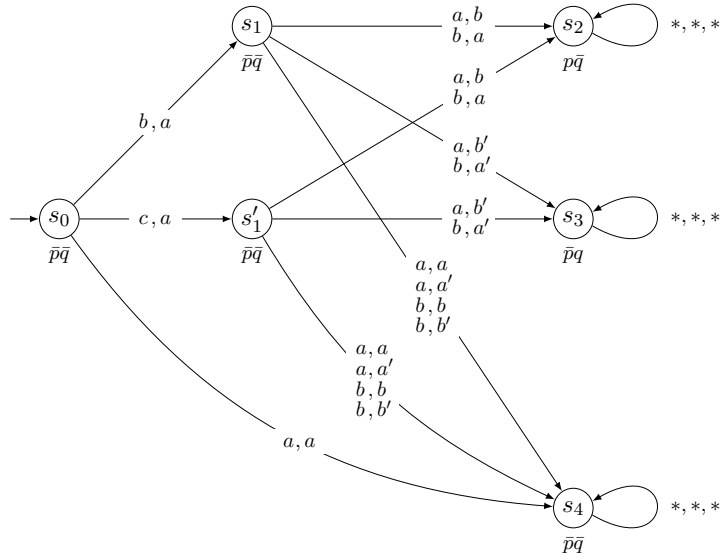 s₁
p̄q̄
a, b
b, a
s₂
pq̄
*, *, *
a, b
b, a
b, a
a, b′
b, a′
s₀
p̄q̄
c, a
s′₁
p̄q̄
a, b′
b, a′
s₃
p̄q
*, *, *
a, a
a, a′
b, b
b, b′
a, a
a, a′
b, b
b, b′
a, a
s₄
p̄q̄
*, *, *